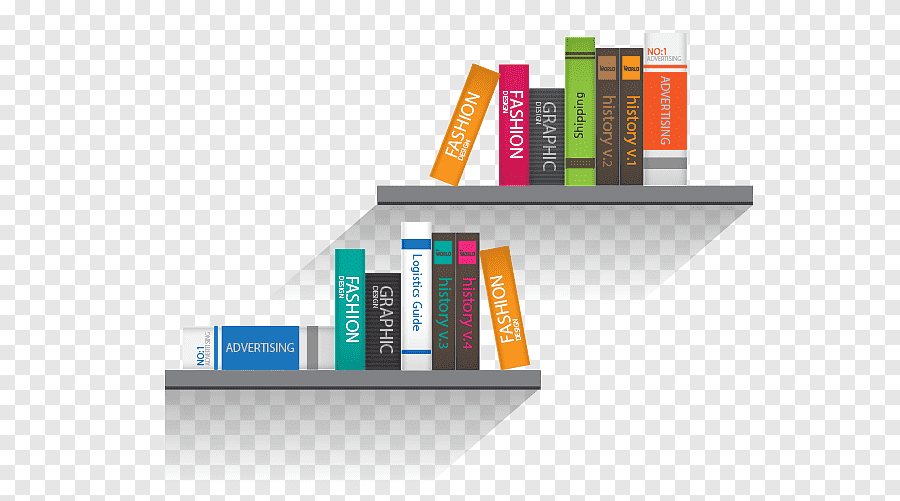 FASHION
DESIGN
FASHION
DESIGN
GRAPHIC
DESIGN
Shipping
WORLD
history v.2
WORLD
history v.1
NO:1
ADVERTISING
ADVERTISING
NO:1
ADVERTISING
ADVERTISING
FASHION
DESIGN
GRAPHIC
DESIGN
Logistics Guide
WORLD
history v.3
WORLD
history v.4
FASHION
DESIGN